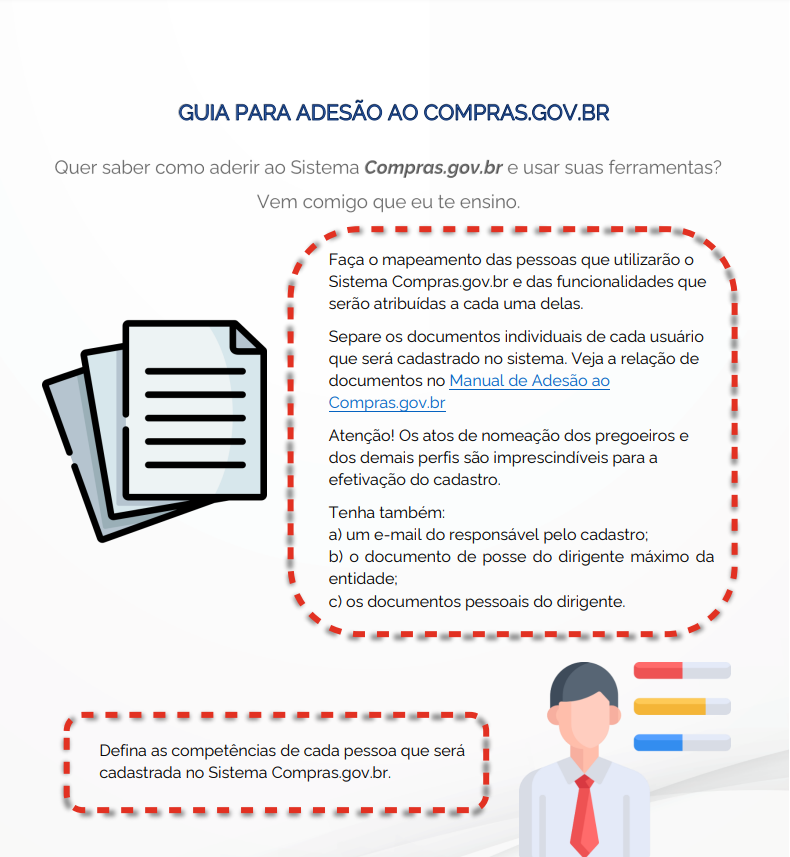 GUIA PARA ADESÃO AO COMPRAS.GOV.BR
Quer saber como aderir ao Sistema Compras.gov.br e usar suas ferramentas?
Vem comigo que eu te ensino.
Faça o mapeamento das pessoas que utilizarão o
Sistema Compras.gov.br e das funcionalidades que
serão atribuídas a cada uma delas.
Separe os documentos individuais de cada usuário
que será cadastrado no sistema. Veja a relação de
documentos no Manual de Adesão ao
Compras.gov.br
Atenção! Os atos de nomeação dos pregoeiros e
dos demais perfis são imprescindíveis para a
efetivação do cadastro.
Tenha também:
a) um e-mail do responsável pelo cadastro;
b) o documento de posse do dirigente máximo da
entidade;
c) os documentos pessoais do dirigente.
Defina as competências de cada pessoa que será
cadastrada no Sistema Compras.gov.br.